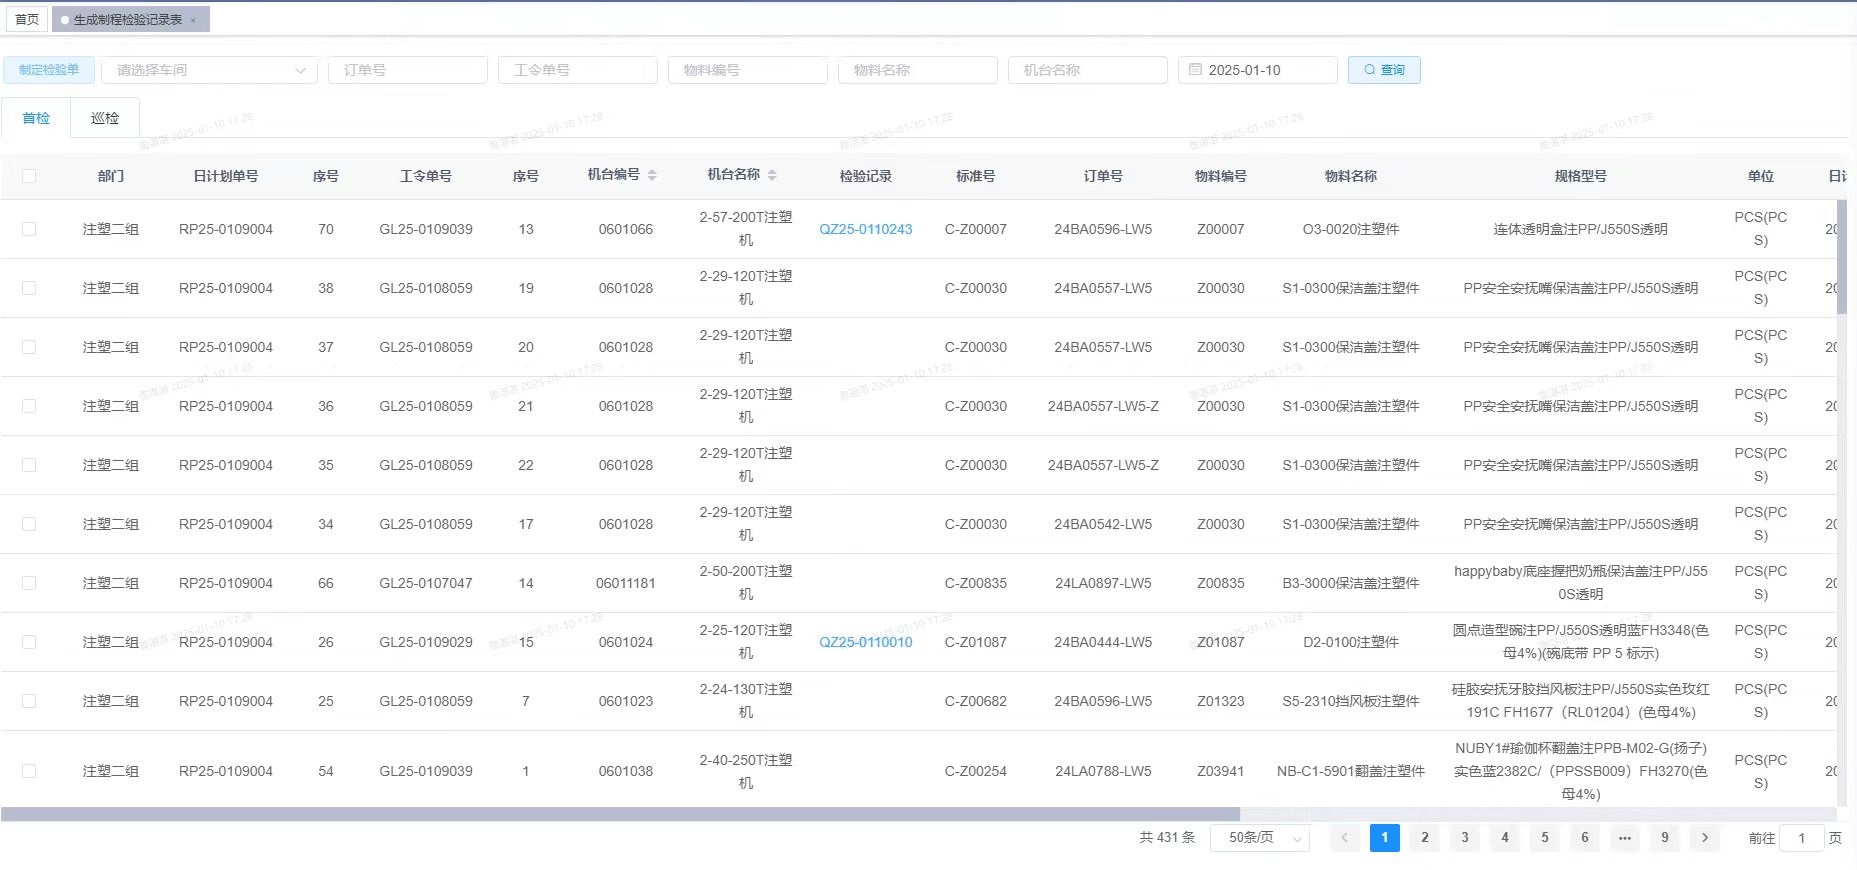 首页 生成制程检验记录表 ×
制定检验单 请选择车间 订单号 工令单号 物料编号 物料名称 机台名称 2025-01-10 查询
首检 巡检
部门 日计划单号 序号 工令单号 序号 机台编号 机台名称 检验记录 标准号 订单号 物料编号 物料名称 规格型号 单位
注塑二组 RP25-0109004 70 GL25-0109039 13 0601066 2-57-200T注塑机 QZ25-0110243 C-Z00007 24BA0596-LW5 Z00007 O3-0020注塑件 连体透明盒注PP/J550S透明 PCS(PCS) 20
注塑二组 RP25-0109004 38 GL25-0108059 19 0601028 2-29-120T注塑机 C-Z00030 24BA0557-LW5 Z00030 S1-0300保洁盖注塑件 PP安全安抚嘴保洁盖注PP/J550S透明 PCS(PCS) 20
注塑二组 RP25-0109004 37 GL25-0108059 20 0601028 2-29-120T注塑机 C-Z00030 24BA0557-LW5 Z00030 S1-0300保洁盖注塑件 PP安全安抚嘴保洁盖注PP/J550S透明 PCS(PCS) 20
注塑二组 RP25-0109004 36 GL25-0108059 21 0601028 2-29-120T注塑机 C-Z00030 24BA0557-LW5-Z Z00030 S1-0300保洁盖注塑件 PP安全安抚嘴保洁盖注PP/J550S透明 PCS(PCS) 20
注塑二组 RP25-0109004 35 GL25-0108059 22 0601028 2-29-120T注塑机 C-Z00030 24BA0557-LW5-Z Z00030 S1-0300保洁盖注塑件 PP安全安抚嘴保洁盖注PP/J550S透明 PCS(PCS) 20
注塑二组 RP25-0109004 34 GL25-0108059 17 0601028 2-29-120T注塑机 C-Z00030 24BA0542-LW5 Z00030 S1-0300保洁盖注塑件 PP安全安抚嘴保洁盖注PP/J550S透明 PCS(PCS) 20
注塑二组 RP25-0109004 66 GL25-0107047 14 06011181 2-50-200T注塑机 C-Z00835 24LA0897-LW5 Z00835 B3-3000保洁盖注塑件 happybaby底座握把奶瓶保洁盖注PP/J550S透明 PCS(PCS) 20
注塑二组 RP25-0109004 26 GL25-0109029 15 0601024 2-25-120T注塑机 QZ25-0110010 C-Z01087 24BA0444-LW5 Z01087 D2-0100注塑件 圆点造型碗注PP/J550S透明蓝FH3348(色母4%)(碗底带 PP 5 标示) PCS(PCS) 20
注塑二组 RP25-0109004 25 GL25-0109029 7 0601023 2-24-130T注塑机 C-Z00682 24BA0596-LW5 Z01323 S5-2310挡风板注塑件 硅胶安抚牙胶挡风板注PP/J550S实色玫红191C FH1677（RL01204）(色母4%) PCS(PCS) 20
注塑二组 RP25-0109004 54 GL25-0109039 1 0601038 2-40-250T注塑机 C-Z00254 24LA0788-LW5 Z03941 NB-C1-5901翻盖注塑件 NUBY1#瑜伽杯翻盖注PPB-M02-G(扬子)实色蓝2382C/（PPSSB009）FH3270(色母4%) PCS(PCS) 20
共 431 条 50条/页 < 1 2 3 4 5 6 ••• 9 > 前往 1 页